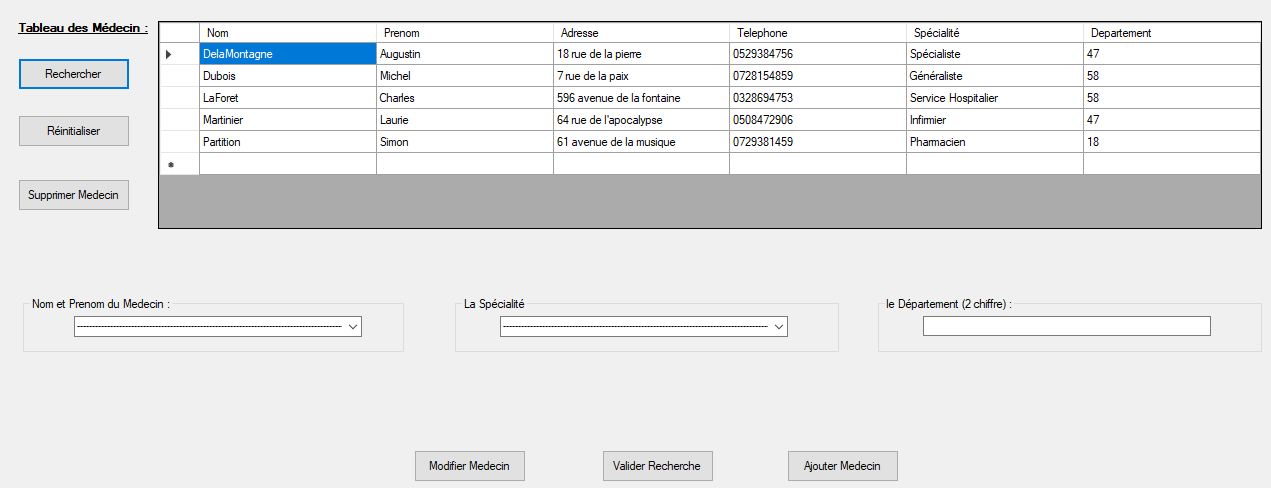 Tableau des Médecin :
Nom Prenom Adresse Telephone Spécialité Departement
DelaMontagne Augustin 18 rue de la pierre 0529384756 Spécialiste 47
Dubois Michel 7 rue de la paix 0728154859 Généraliste 58
LaForet Charles 596 avenue de la fontaine 0328694753 Service Hospitalier 58
Martinier Laurie 64 rue de l'apocalypse 0508472906 Infirmier 47
Partition Simon 61 avenue de la musique 0729381459 Pharmacien 18
Rechercher
Réinitialiser
Supprimer Medecin
Nom et Prenom du Medecin :
La Spécialité
le Département (2 chiffre) :
Modifier Medecin
Valider Recherche
Ajouter Medecin